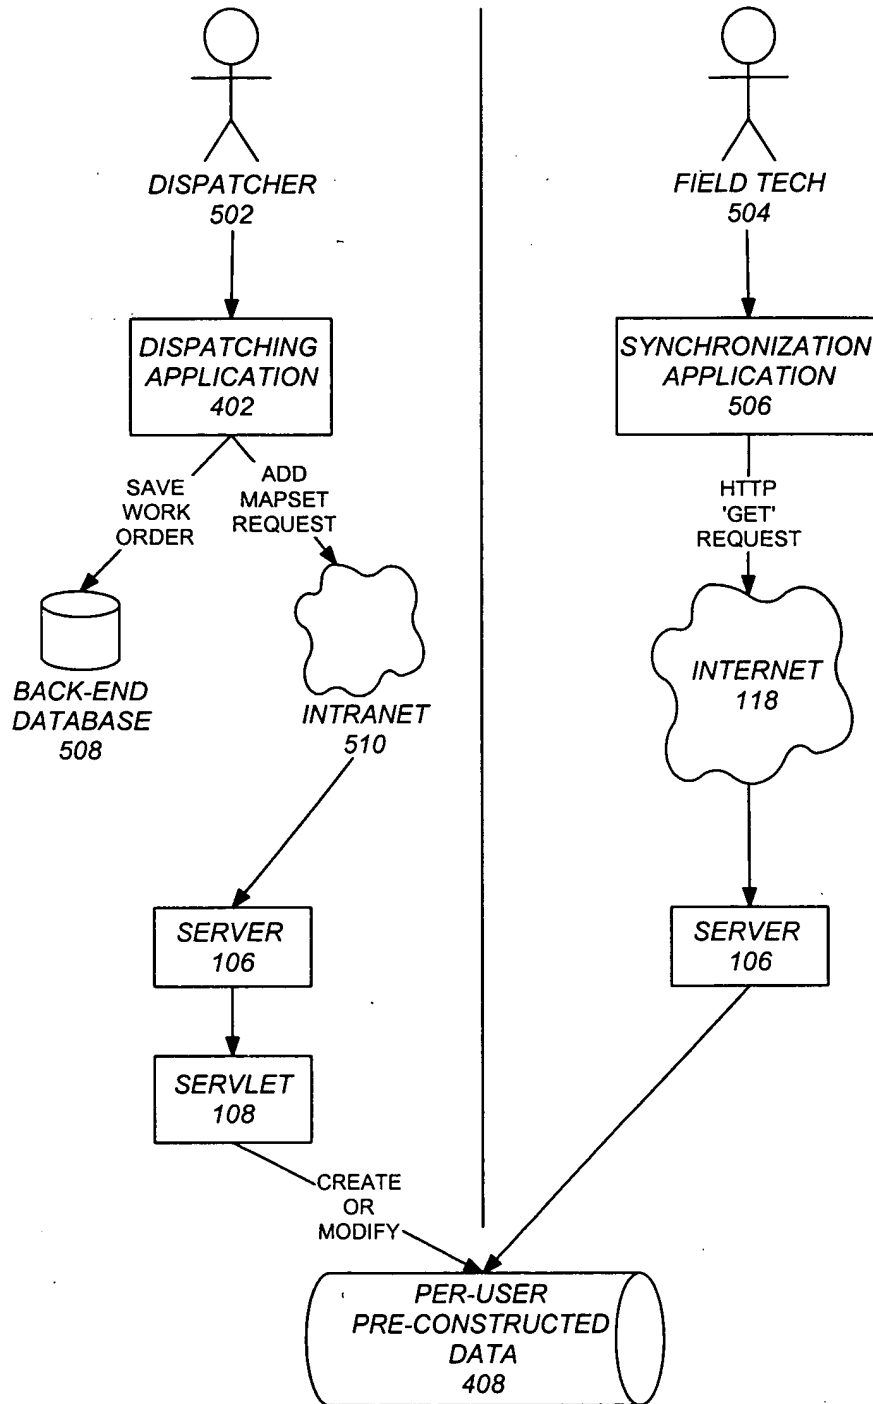 DISPATCHER
502
FIELD TECH
504
DISPATCHING
APPLICATION
402
SYNCHRONIZATION
APPLICATION
506
SAVE
WORK
ORDER
ADD
MAPSET
REQUEST
HTTP
'GET'
REQUEST
BACK-END
DATABASE
508
INTRANET
510
INTERNET
118
SERVER
106
SERVER
106
SERVLET
108
CREATE
OR
MODIFY
PER-USER
PRE-CONSTRUCTED
DATA
408